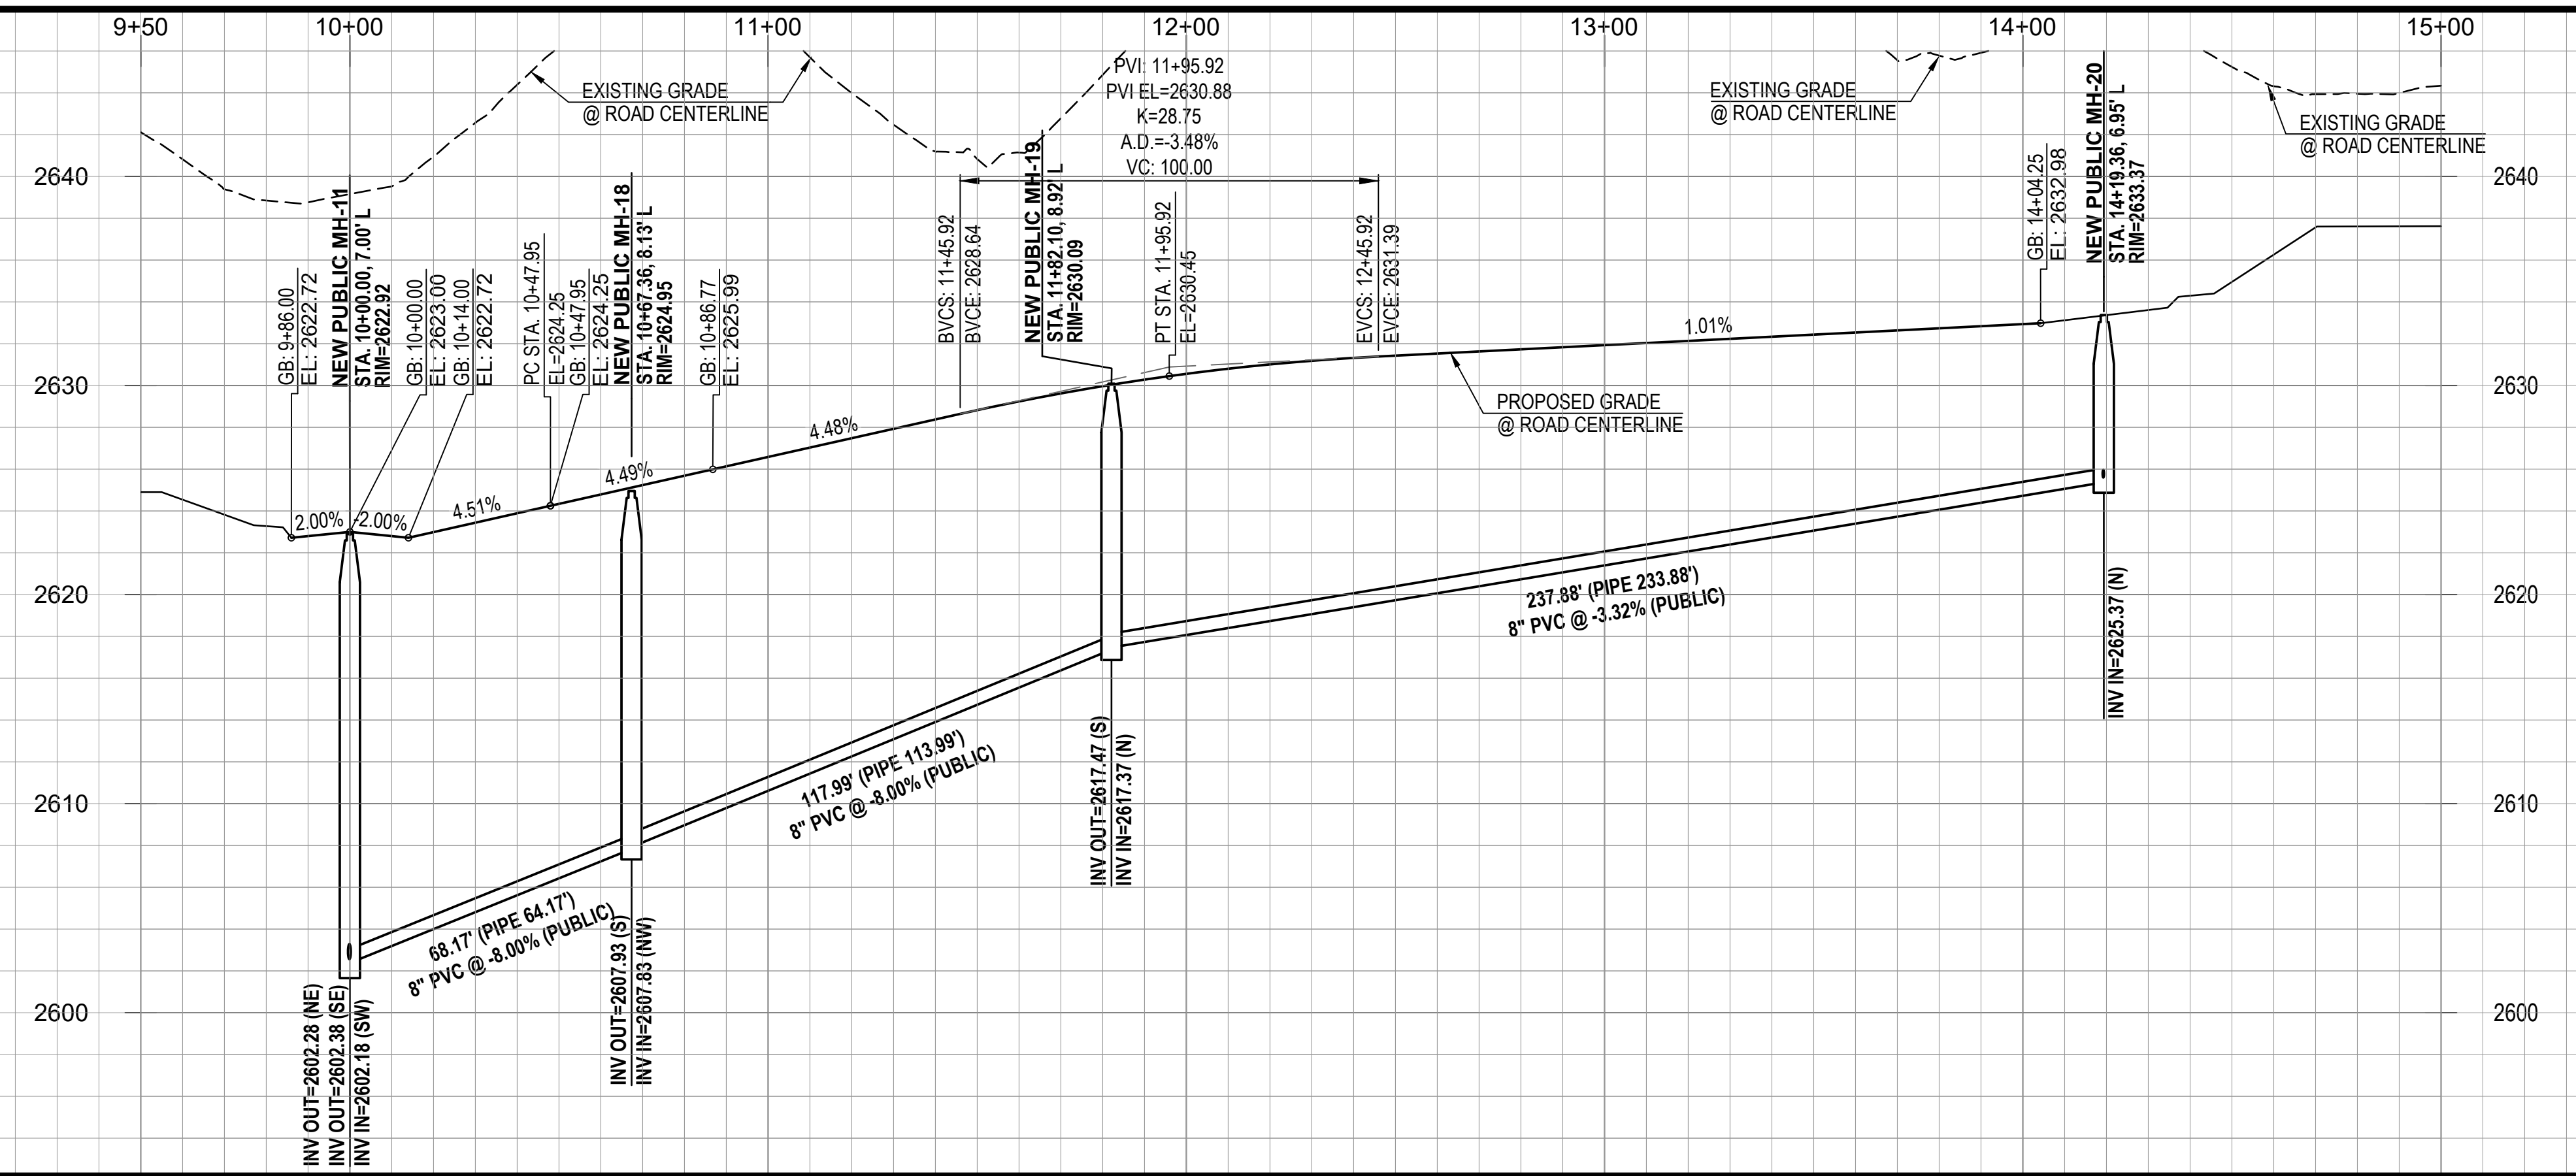 9+50
10+00
11+00
12+00
13+00
14+00
15+00
EXISTING GRADE
@ ROAD CENTERLINE
PVI: 11+95.92
PVI EL=2630.88
K=28.75
A.D.=-3.48%
VC: 100.00
EXISTING GRADE
@ ROAD CENTERLINE
EXISTING GRADE
@ ROAD CENTERLINE
2640
2640
2630
2620
2620
2610
2610
2600
2600
GB: 9+86.00
EL: 2622.72
NEW PUBLIC MH-11
STA. 10+00.00, 7.00' L
RIM=2622.92
GB: 10+00.00
EL: 2623.00
GB: 10+14.00
EL: 2622.72
PC STA. 10+47.95
EL=2624.25
GB: 10+47.95
EL: 2624.25
NEW PUBLIC MH-18
STA. 10+67.36, 8.13' L
RIM=2624.95
GB: 10+86.77
EL: 2625.99
BVCS: 11+45.92
BVCE: 2628.64
NEW PUBLIC MH-19
STA. 11+82.10, 8.92' L
RIM=2630.09
PT STA. 11+95.92
EL=2630.45
EVCS: 12+45.92
EVCE: 2631.39
GB: 14+04.25
EL: 2632.98
NEW PUBLIC MH-20
STA. 14+19.36, 6.95' L
RIM=2633.37
2630
2.00%
-2.00%
4.51%
4.49%
4.48%
1.01%
PROPOSED GRADE
@ ROAD CENTERLINE
68.17' (PIPE 64.17')
8" PVC @ -8.00% (PUBLIC)
117.99' (PIPE 113.99')
8" PVC @ -8.00% (PUBLIC)
237.88' (PIPE 233.88')
8" PVC @ -3.32% (PUBLIC)
INV OUT=2602.28 (NE)
INV OUT=2602.38 (SE)
INV IN=2602.18 (SW)
INV OUT=2607.93 (S)
INV IN=2607.83 (NW)
INV OUT=2617.47 (S)
INV IN=2617.37 (N)
INV IN=2625.37 (N)